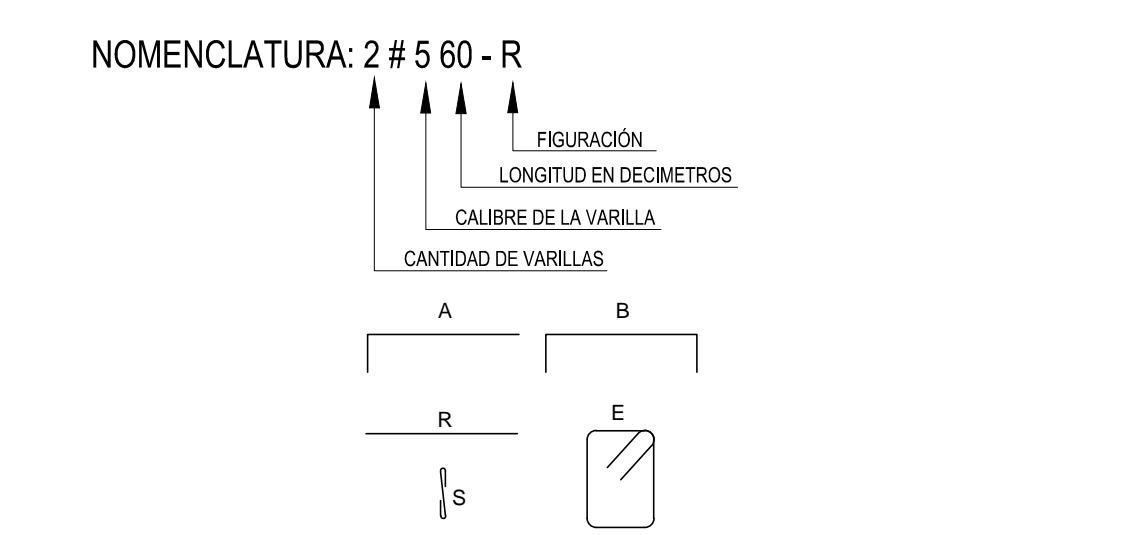 NOMENCLATURA: 2 # 5 60 - R
FIGURACIÓN
LONGITUD EN DECIMETROS
CALIBRE DE LA VARILLA
CANTIDAD DE VARILLAS
A B
R E
S